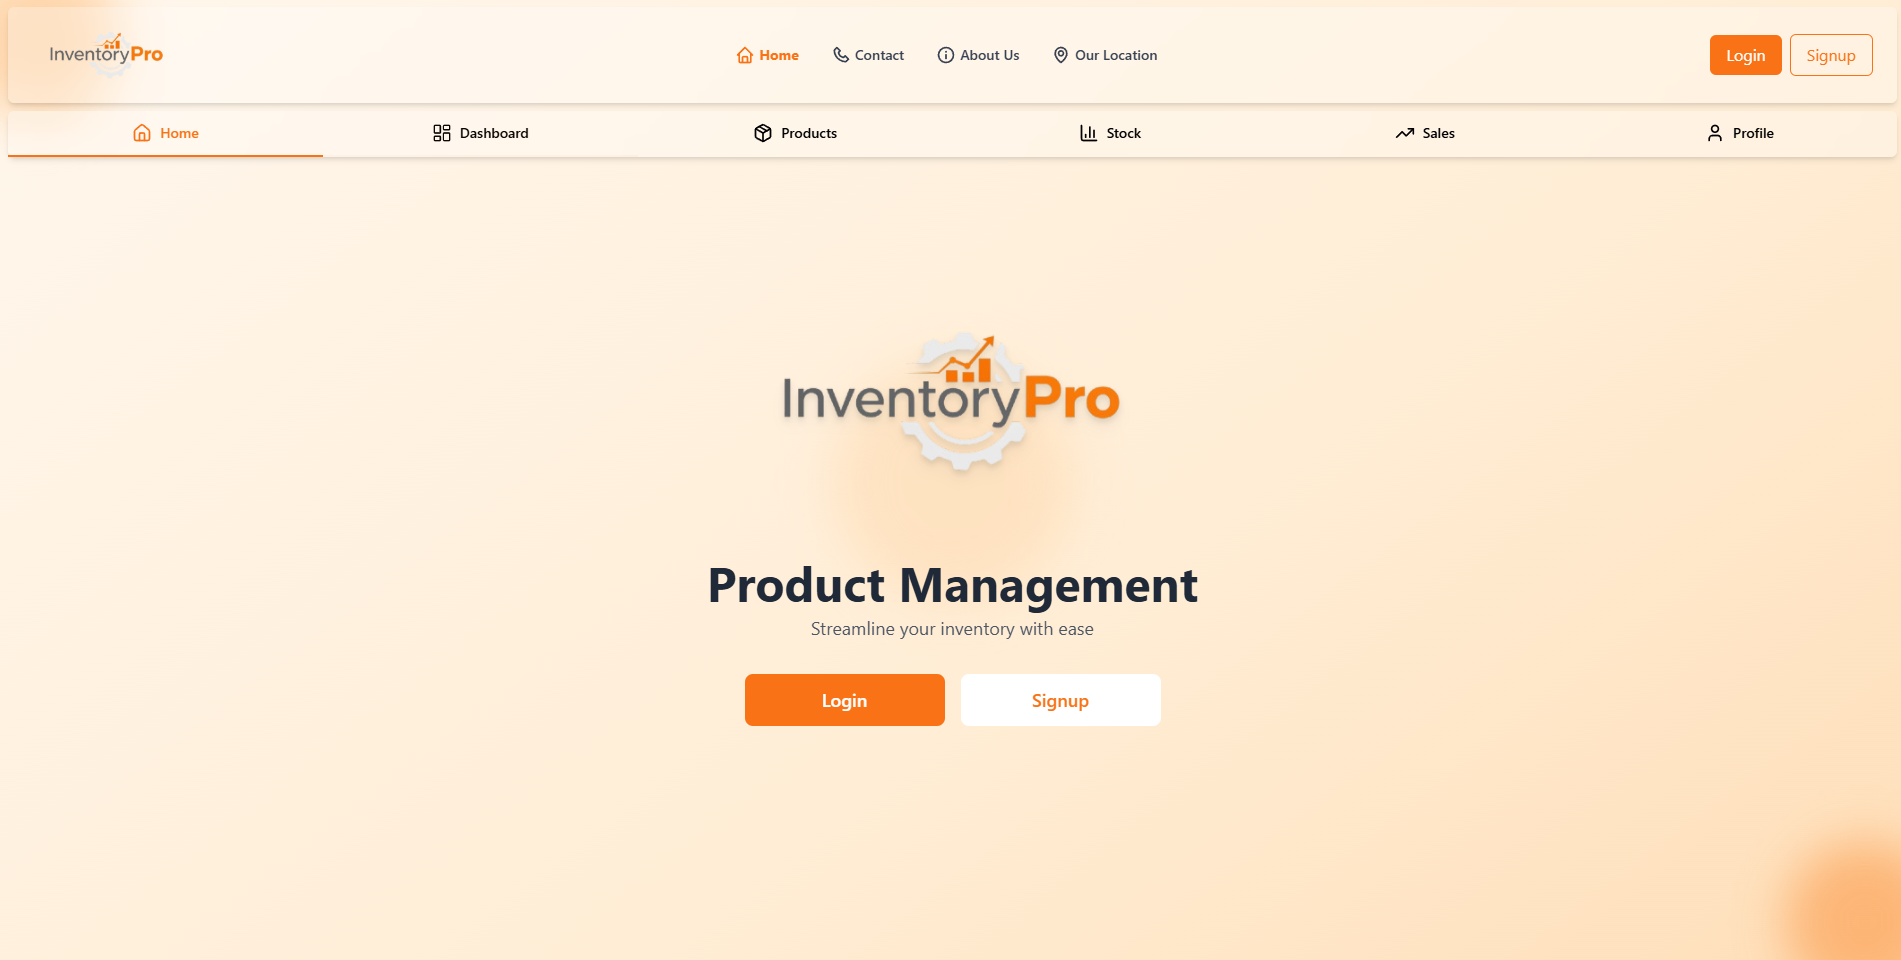 InventoryPro
Home Contact About Us Our Location
Login Signup
Home Dashboard Products Stock Sales Profile
InventoryPro
Product Management
Streamline your inventory with ease
Login Signup